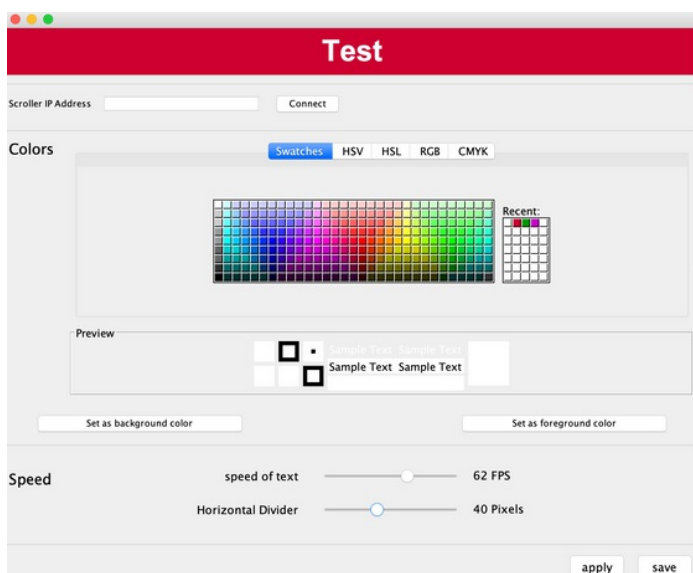 Test
Scroller IP Address Connect
Colors
Swatches HSV HSL RGB CMYK
Recent:
Preview
Sample Text Sample Text
Sample Text Sample Text
Set as background color Set as foreground color
Speed
speed of text 62 FPS
Horizontal Divider 40 Pixels
apply save